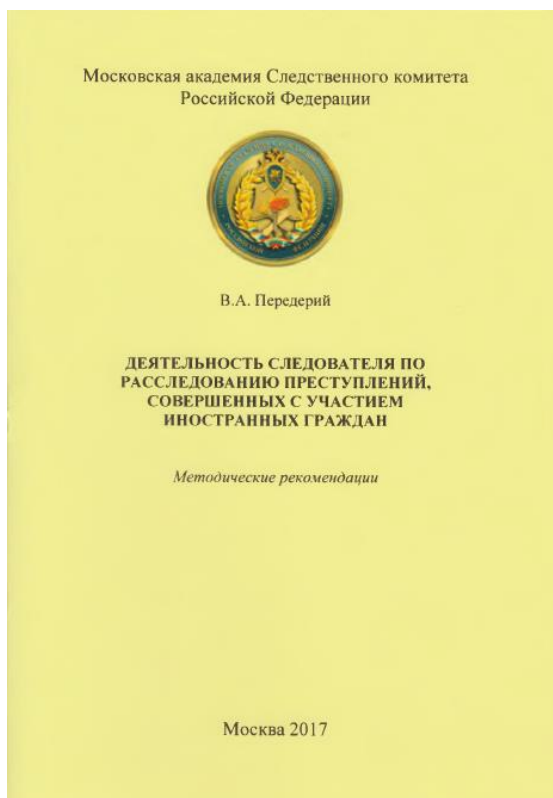 Московская академия Следственного комитета
Российской Федерации
В.А. Передерий
ДЕЯТЕЛЬНОСТЬ СЛЕДОВАТЕЛЯ ПО
РАССЛЕДОВАНИЮ ПРЕСТУПЛЕНИЙ,
СОВЕРШЕННЫХ С УЧАСТИЕМ
ИНОСТРАННЫХ ГРАЖДАН
Методические рекомендации
Москва 2017